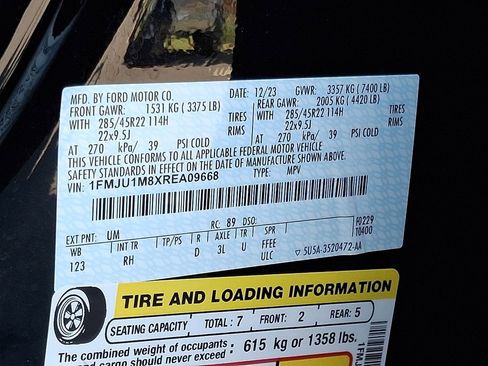 MFD. BY FORD MOTOR CO. DATE: 12/23 GVWR: 3357 KG ( 7400 LB)
FRONT GAWR: 1531 KG ( 3375 LB) REAR GAWR: 2005 KG ( 4420 LB)
WITH 285/45R22 114H TIRES WITH 285/45R22 114H TIRES
22x9.5J RIMS 22x9.5J RIMS
AT 270 kPa/ 39 PSI COLD AT 270 kPa/ 39 PSI COLD
THIS VEHICLE CONFORMS TO ALL APPLICABLE FEDERAL MOTOR VEHICLE
SAFETY STANDARDS IN EFFECT ON THE DATE OF MANUFACTURE SHOWN ABOVE.
VIN: 1FMJU1M8XREA09668 TYPE: MPV
EXT PNT: UM RC: 89 DSO: F0229
WB INT TR TP/PS R AXLE TR SPR 10400
123 RH D 3L U FFEE
ULC 5U5A-3520472-AA
TIRE AND LOADING INFORMATION
SEATING CAPACITY TOTAL: 7 FRONT: 2 REAR: 5
The combined weight of occupants
and cargo should never exceed: 615 kg or 1358 lbs.
1FMJ